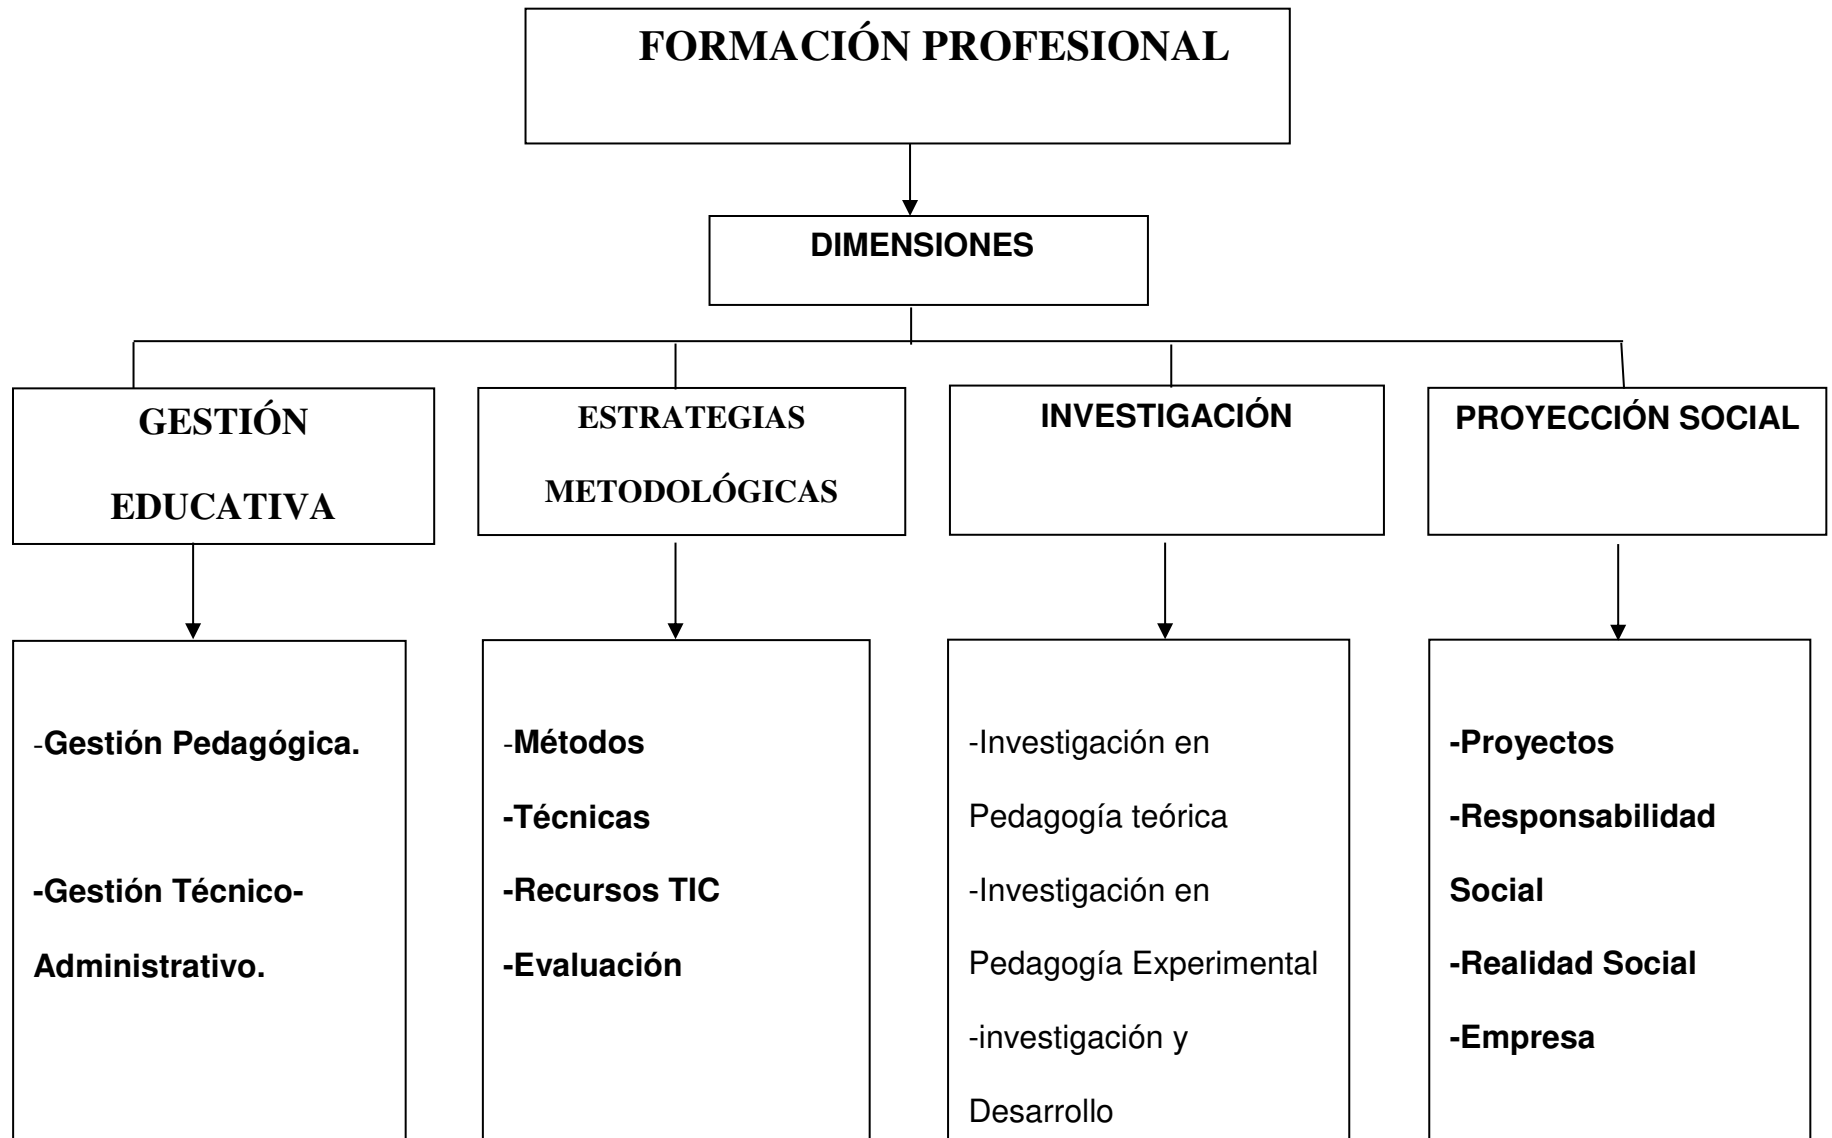 FORMACIÓN PROFESIONAL
DIMENSIONES
GESTIÓN
EDUCATIVA
ESTRATEGIAS
METODOLÓGICAS
INVESTIGACIÓN
PROYECCIÓN SOCIAL
-Gestión Pedagógica.
-Gestión Técnico-
Administrativo.
-Métodos
-Técnicas
-Recursos TIC
-Evaluación
-Investigación en
Pedagogía teórica
-Investigación en
Pedagogía Experimental
-investigación y
Desarrollo
-Proyectos
-Responsabilidad
Social
-Realidad Social
-Empresa